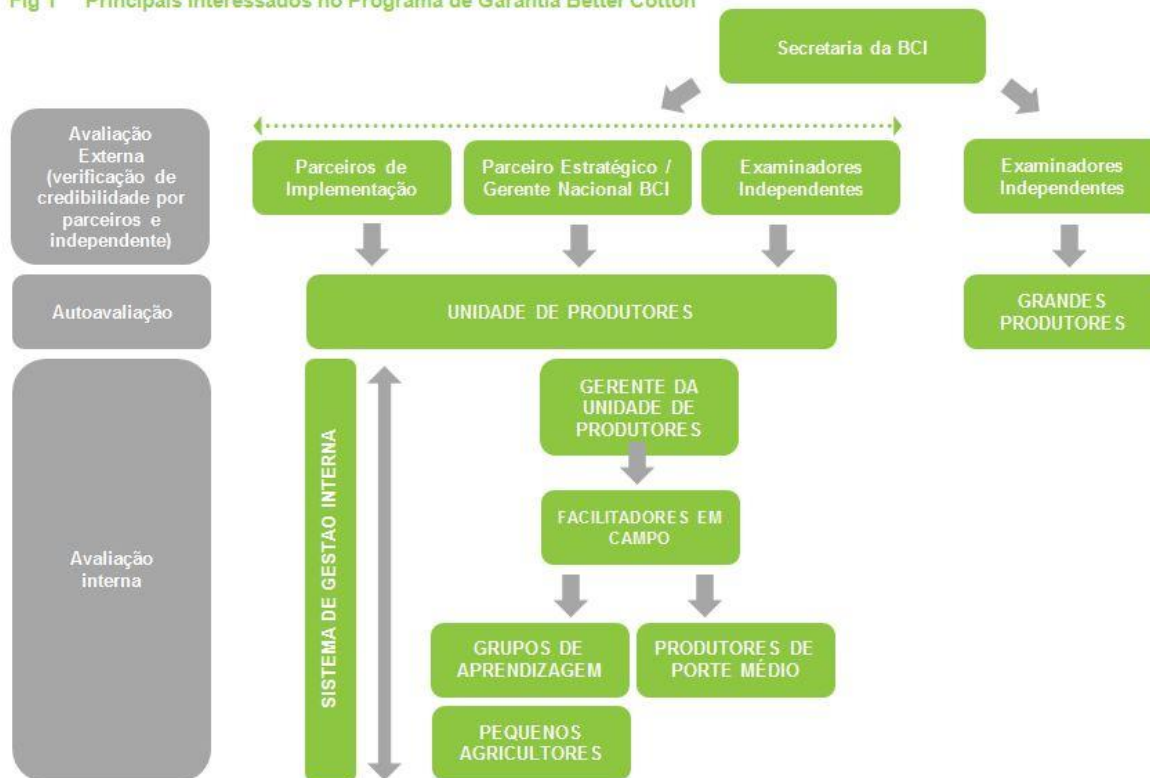 Fig 1 Principais Interessados no Programa de Garantia Better Cotton
Secretaria da BCI
Avaliação
Externa
(verificação de
credibilidade por
parceiros e
independente)
Parceiros de
Implementação
Parceiro Estratégico /
Gerente Nacional BCI
Examinadores
Independentes
Examinadores
Independentes
Autoavaliação
UNIDADE DE PRODUTORES
GRANDES
PRODUTORES
Avaliação
interna
SISTEMA DE GESTAO INTERNA
GERENTE DA
UNIDADE DE
PRODUTORES
FACILITADORES EM
CAMPO
GRUPOS DE
APRENDIZAGEM
PRODUTORES DE
PORTE MÉDIO
PEQUENOS
AGRICULTORES